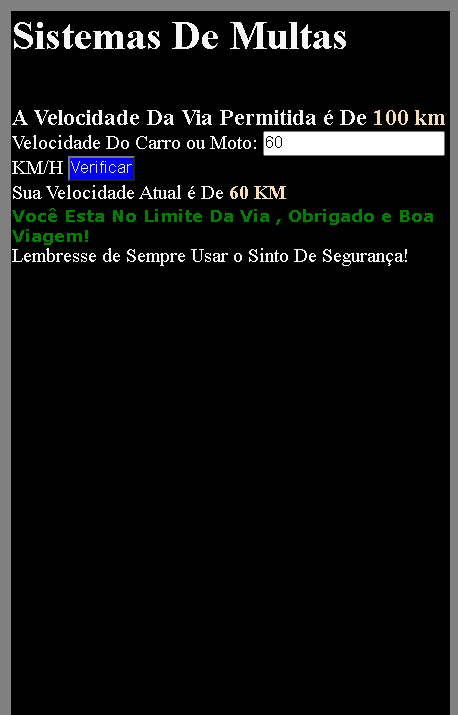 Sistemas De Multas
A Velocidade Da Via Permitida é De 100 km
Velocidade Do Carro ou Moto: 60
KM/H Verificar
Sua Velocidade Atual é De 60 KM
Você Esta No Limite Da Via , Obrigado e Boa
Viagem!
Lembresse de Sempre Usar o Sinto De Segurança!